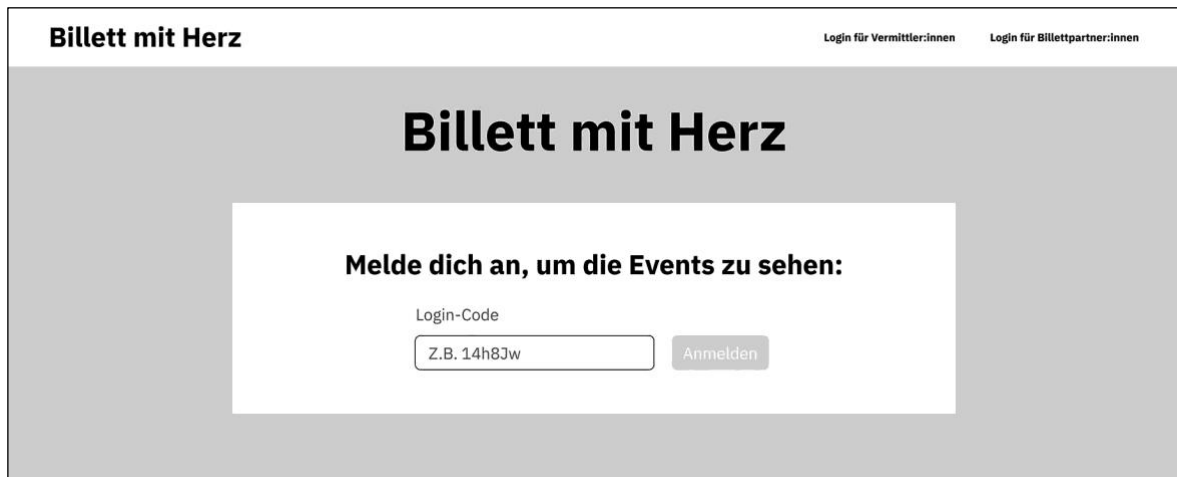 Billett mit Herz
Login für Vermittler:innen
Login für Billettpartner:innen
Billett mit Herz
Melde dich an, um die Events zu sehen:
Login-Code
Z.B. 14h8Jw
Anmelden